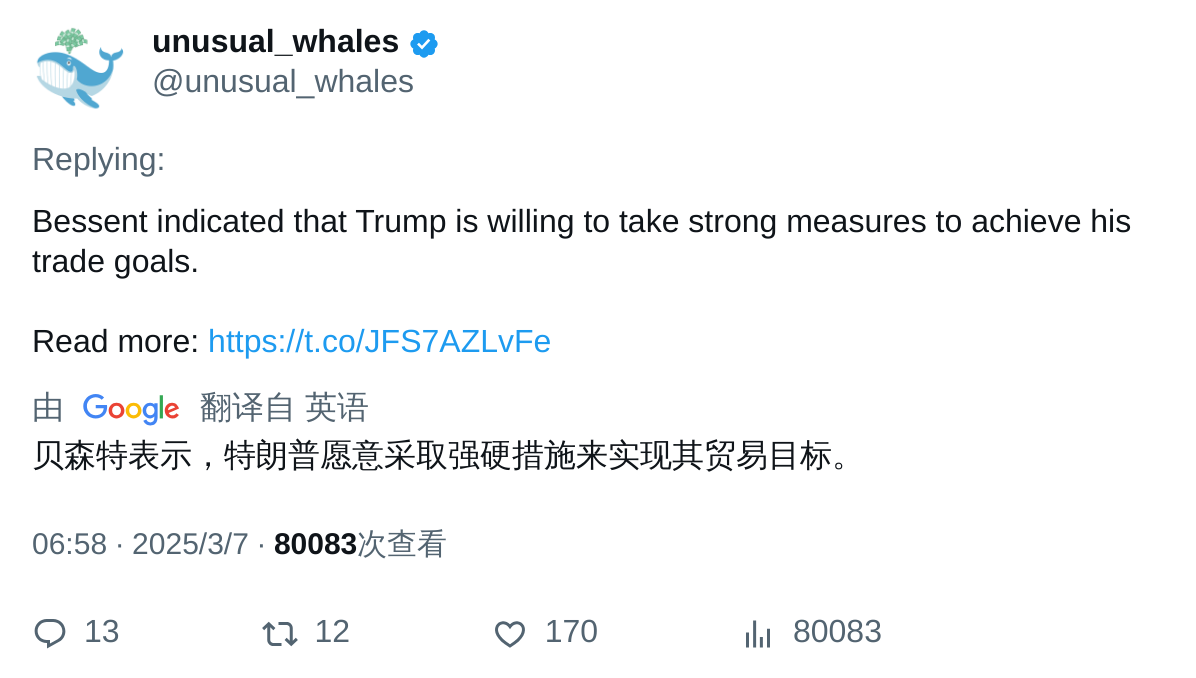 unusual_whales
@unusual_whales
Replying:
Bessent indicated that Trump is willing to take strong measures to achieve his
trade goals.
Read more: https://t.co/JFS7AZLvFe
由 Google 翻译自 英语
贝森特表示，特朗普愿意采取强硬措施来实现其贸易目标。
06:58 · 2025/3/7 · 80083次查看
13 12 170 80083